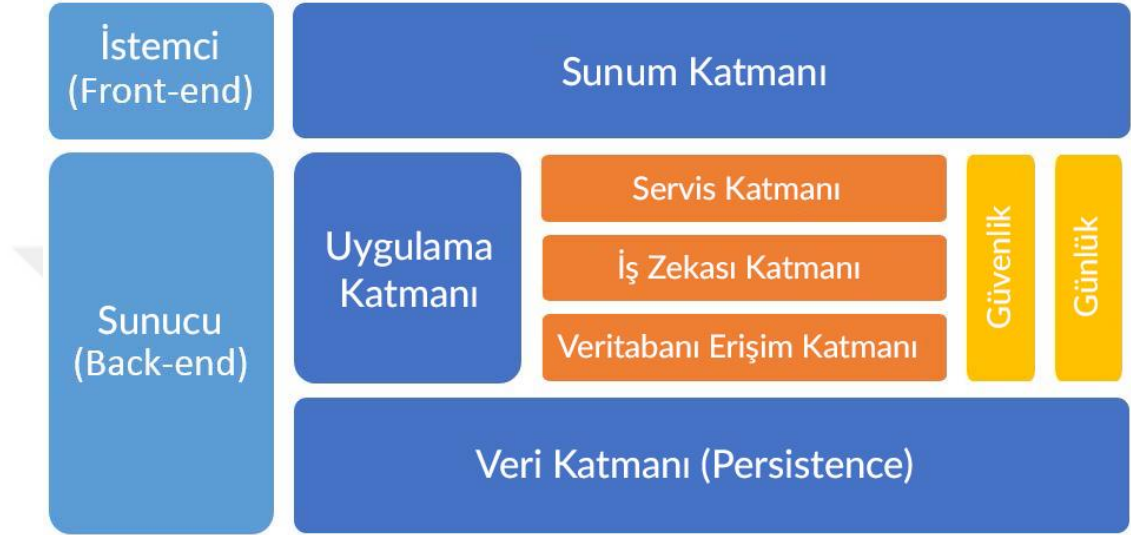 İstemci
(Front-end)
Sunum Katmanı
Sunucu
(Back-end)
Uygulama
Katmanı
Servis Katmanı
İş Zekası Katmanı
Veritabanı Erişim Katmanı
Güvenlik
Günlük
Veri Katmanı (Persistence)